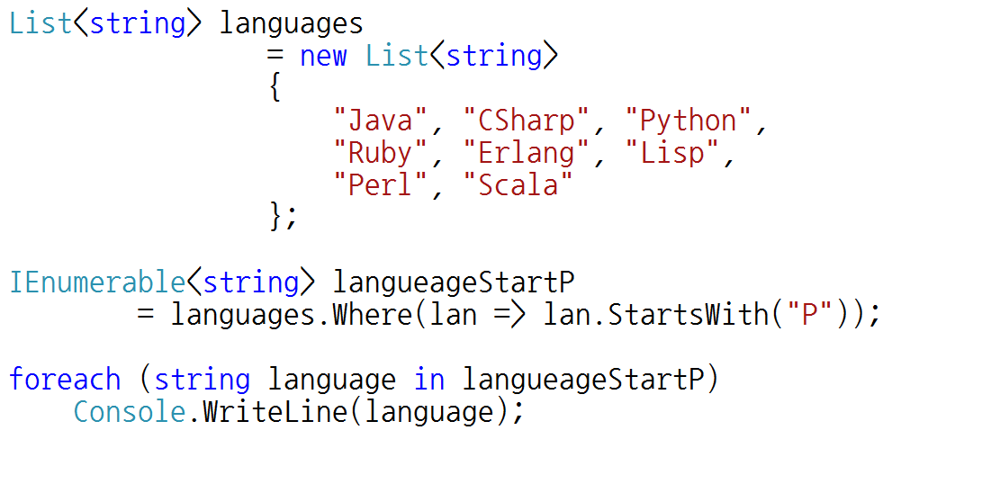 List<string> languages
= new List<string>
{
"Java", "CSharp", "Python",
"Ruby", "Erlang", "Lisp",
"Perl", "Scala"
};
IEnumerable<string> langueageStartP
= languages.Where(lan => lan.StartsWith("P"));
foreach (string language in langueageStartP)
Console.WriteLine(language);